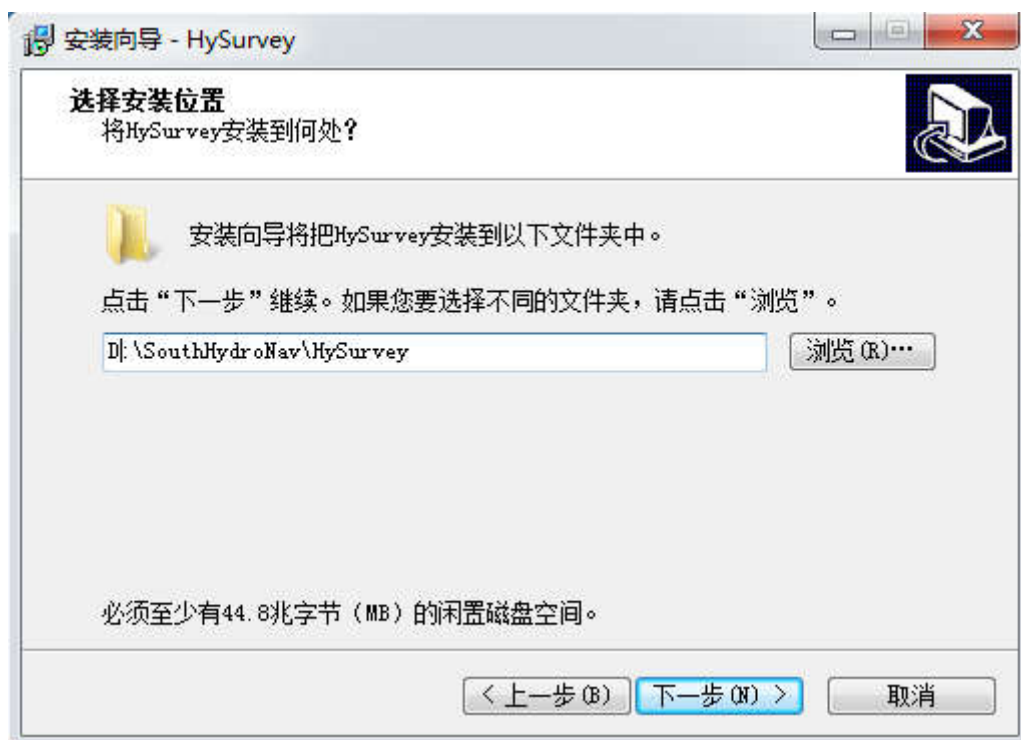 安装向导 - HySurvey
选择安装位置
将HySurvey安装到何处?
安装向导将把HySurvey安装到以下文件夹中。
点击“下一步”继续。如果您要选择不同的文件夹,请点击“浏览”。
D:\SouthHydroNav\HySurvey
浏览(R)…
必须至少有44.8兆字节(MB)的闲置磁盘空间。
< 上一步(B)
下一步(N) >
取消